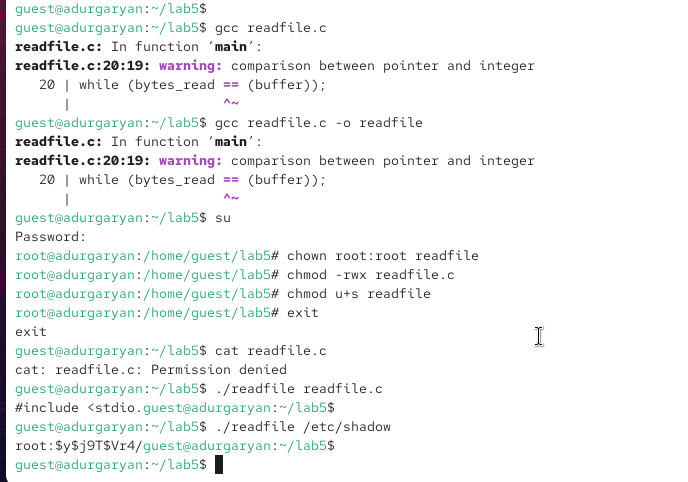 guest@adurgaryan:~/lab5$
guest@adurgaryan:~/lab5$ gcc readfile.c
readfile.c: In function ‘main’:
readfile.c:20:19: warning: comparison between pointer and integer
   20 | while (bytes_read == (buffer));
      |                   ^~
guest@adurgaryan:~/lab5$ gcc readfile.c -o readfile
readfile.c: In function ‘main’:
readfile.c:20:19: warning: comparison between pointer and integer
   20 | while (bytes_read == (buffer));
      |                   ^~
guest@adurgaryan:~/lab5$ su
Password:
root@adurgaryan:/home/guest/lab5# chown root:root readfile
root@adurgaryan:/home/guest/lab5# chmod -rwx readfile.c
root@adurgaryan:/home/guest/lab5# chmod u+s readfile
root@adurgaryan:/home/guest/lab5# exit
exit
guest@adurgaryan:~/lab5$ cat readfile.c
cat: readfile.c: Permission denied
guest@adurgaryan:~/lab5$ ./readfile readfile.c
#include <stdio.guest@adurgaryan:~/lab5$
guest@adurgaryan:~/lab5$ ./readfile /etc/shadow
root:$y$j9T$Vr4/guest@adurgaryan:~/lab5$
guest@adurgaryan:~/lab5$